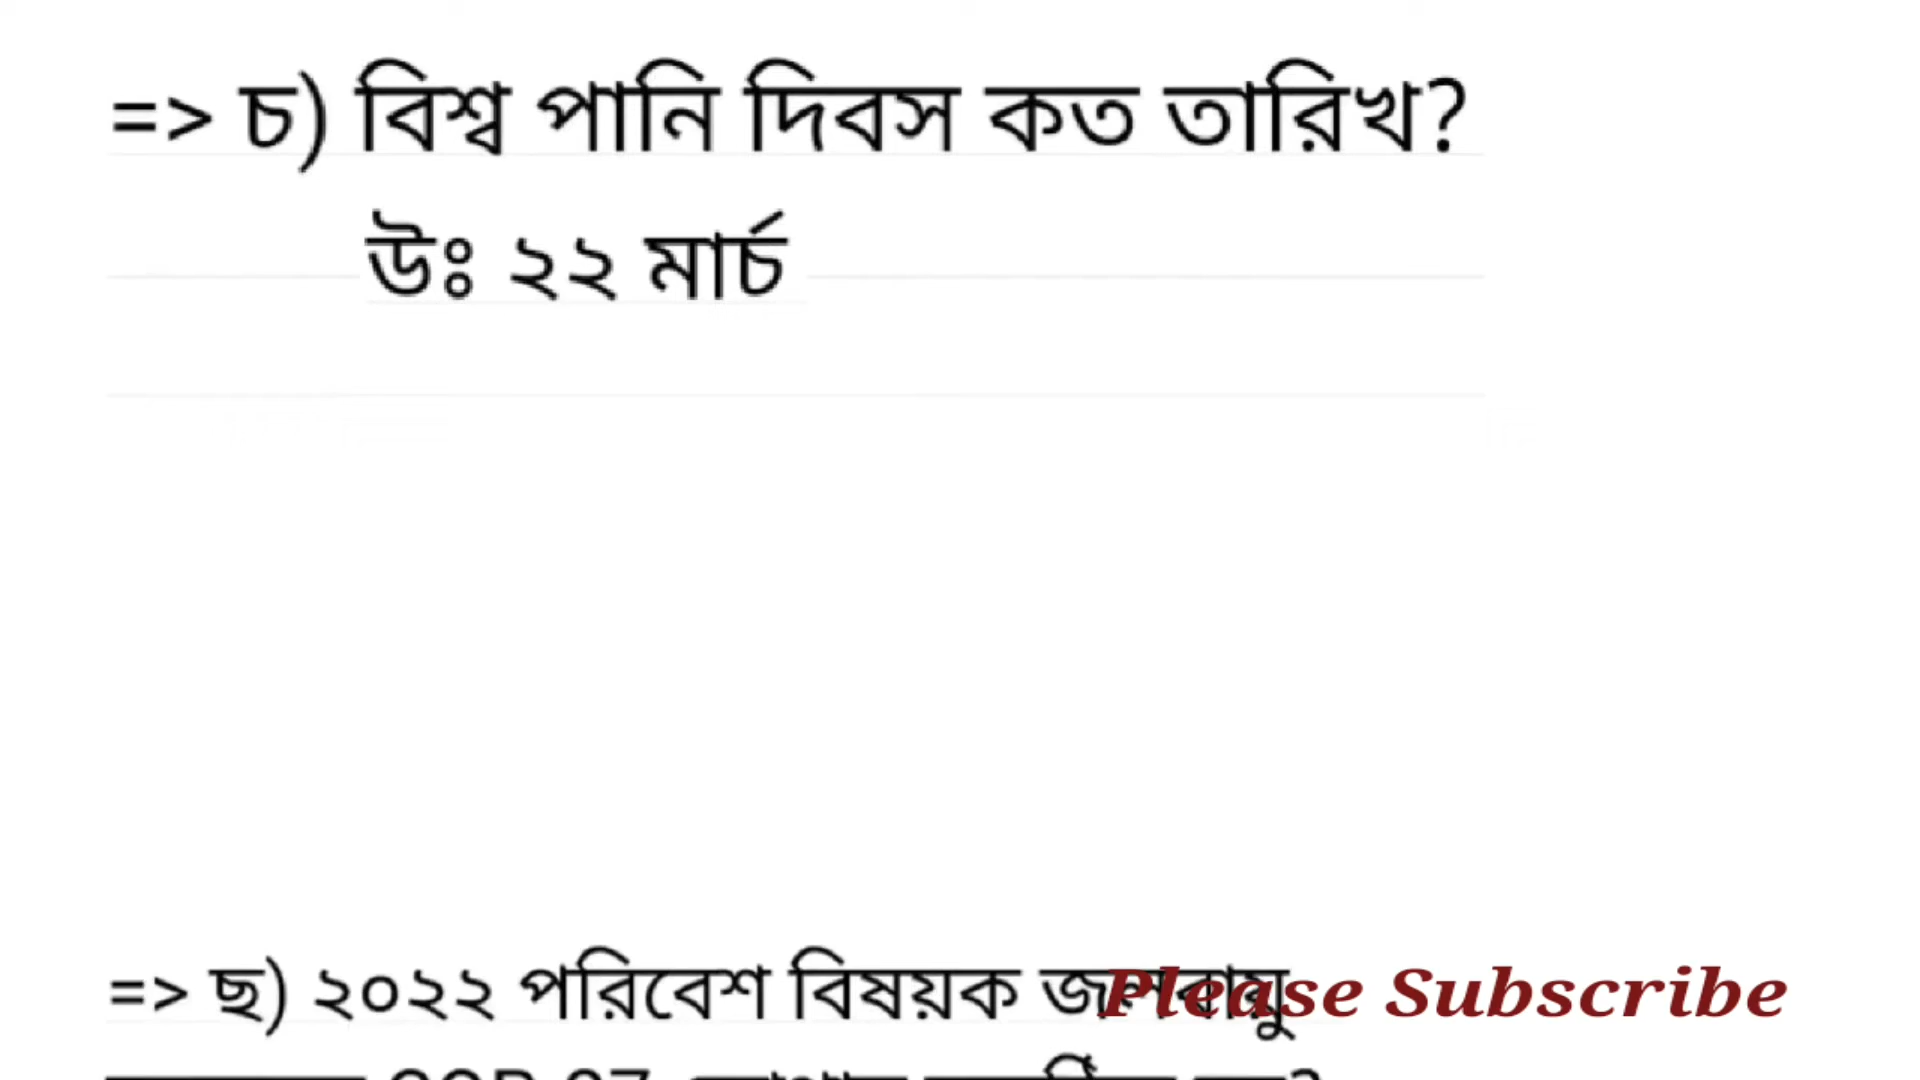 => চ) বিশ্ব পানি দিবস কত তারিখ?
উঃ ২২ মার্চ
=> ছ) ২০২২ পরিবেশ বিষয়ক জলবায়ু
Please Subscribe